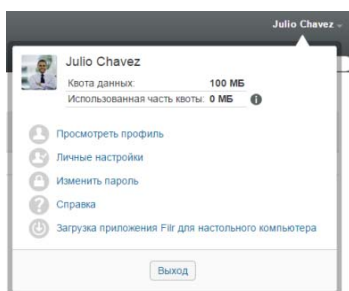 Julio Chavez
Julio Chavez
Квота данных: 100 МБ
Использованная часть квоты: 0 МБ
Просмотреть профиль
Личные настройки
Изменить пароль
Справка
Загрузка приложения Filr для настольного компьютера
Выход